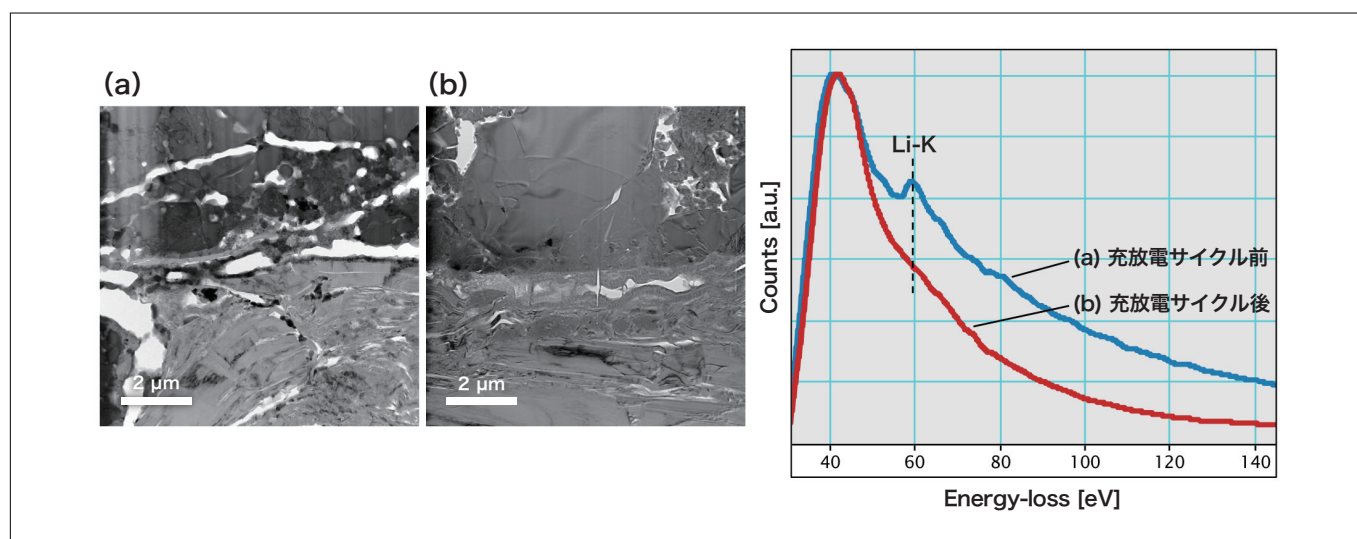 (a)
(b)
2 μm
2 μm
Counts [a.u.]
Li-K
(a) 充放電サイクル前
(b) 充放電サイクル後
40 60 80 100 120 140
Energy-loss [eV]